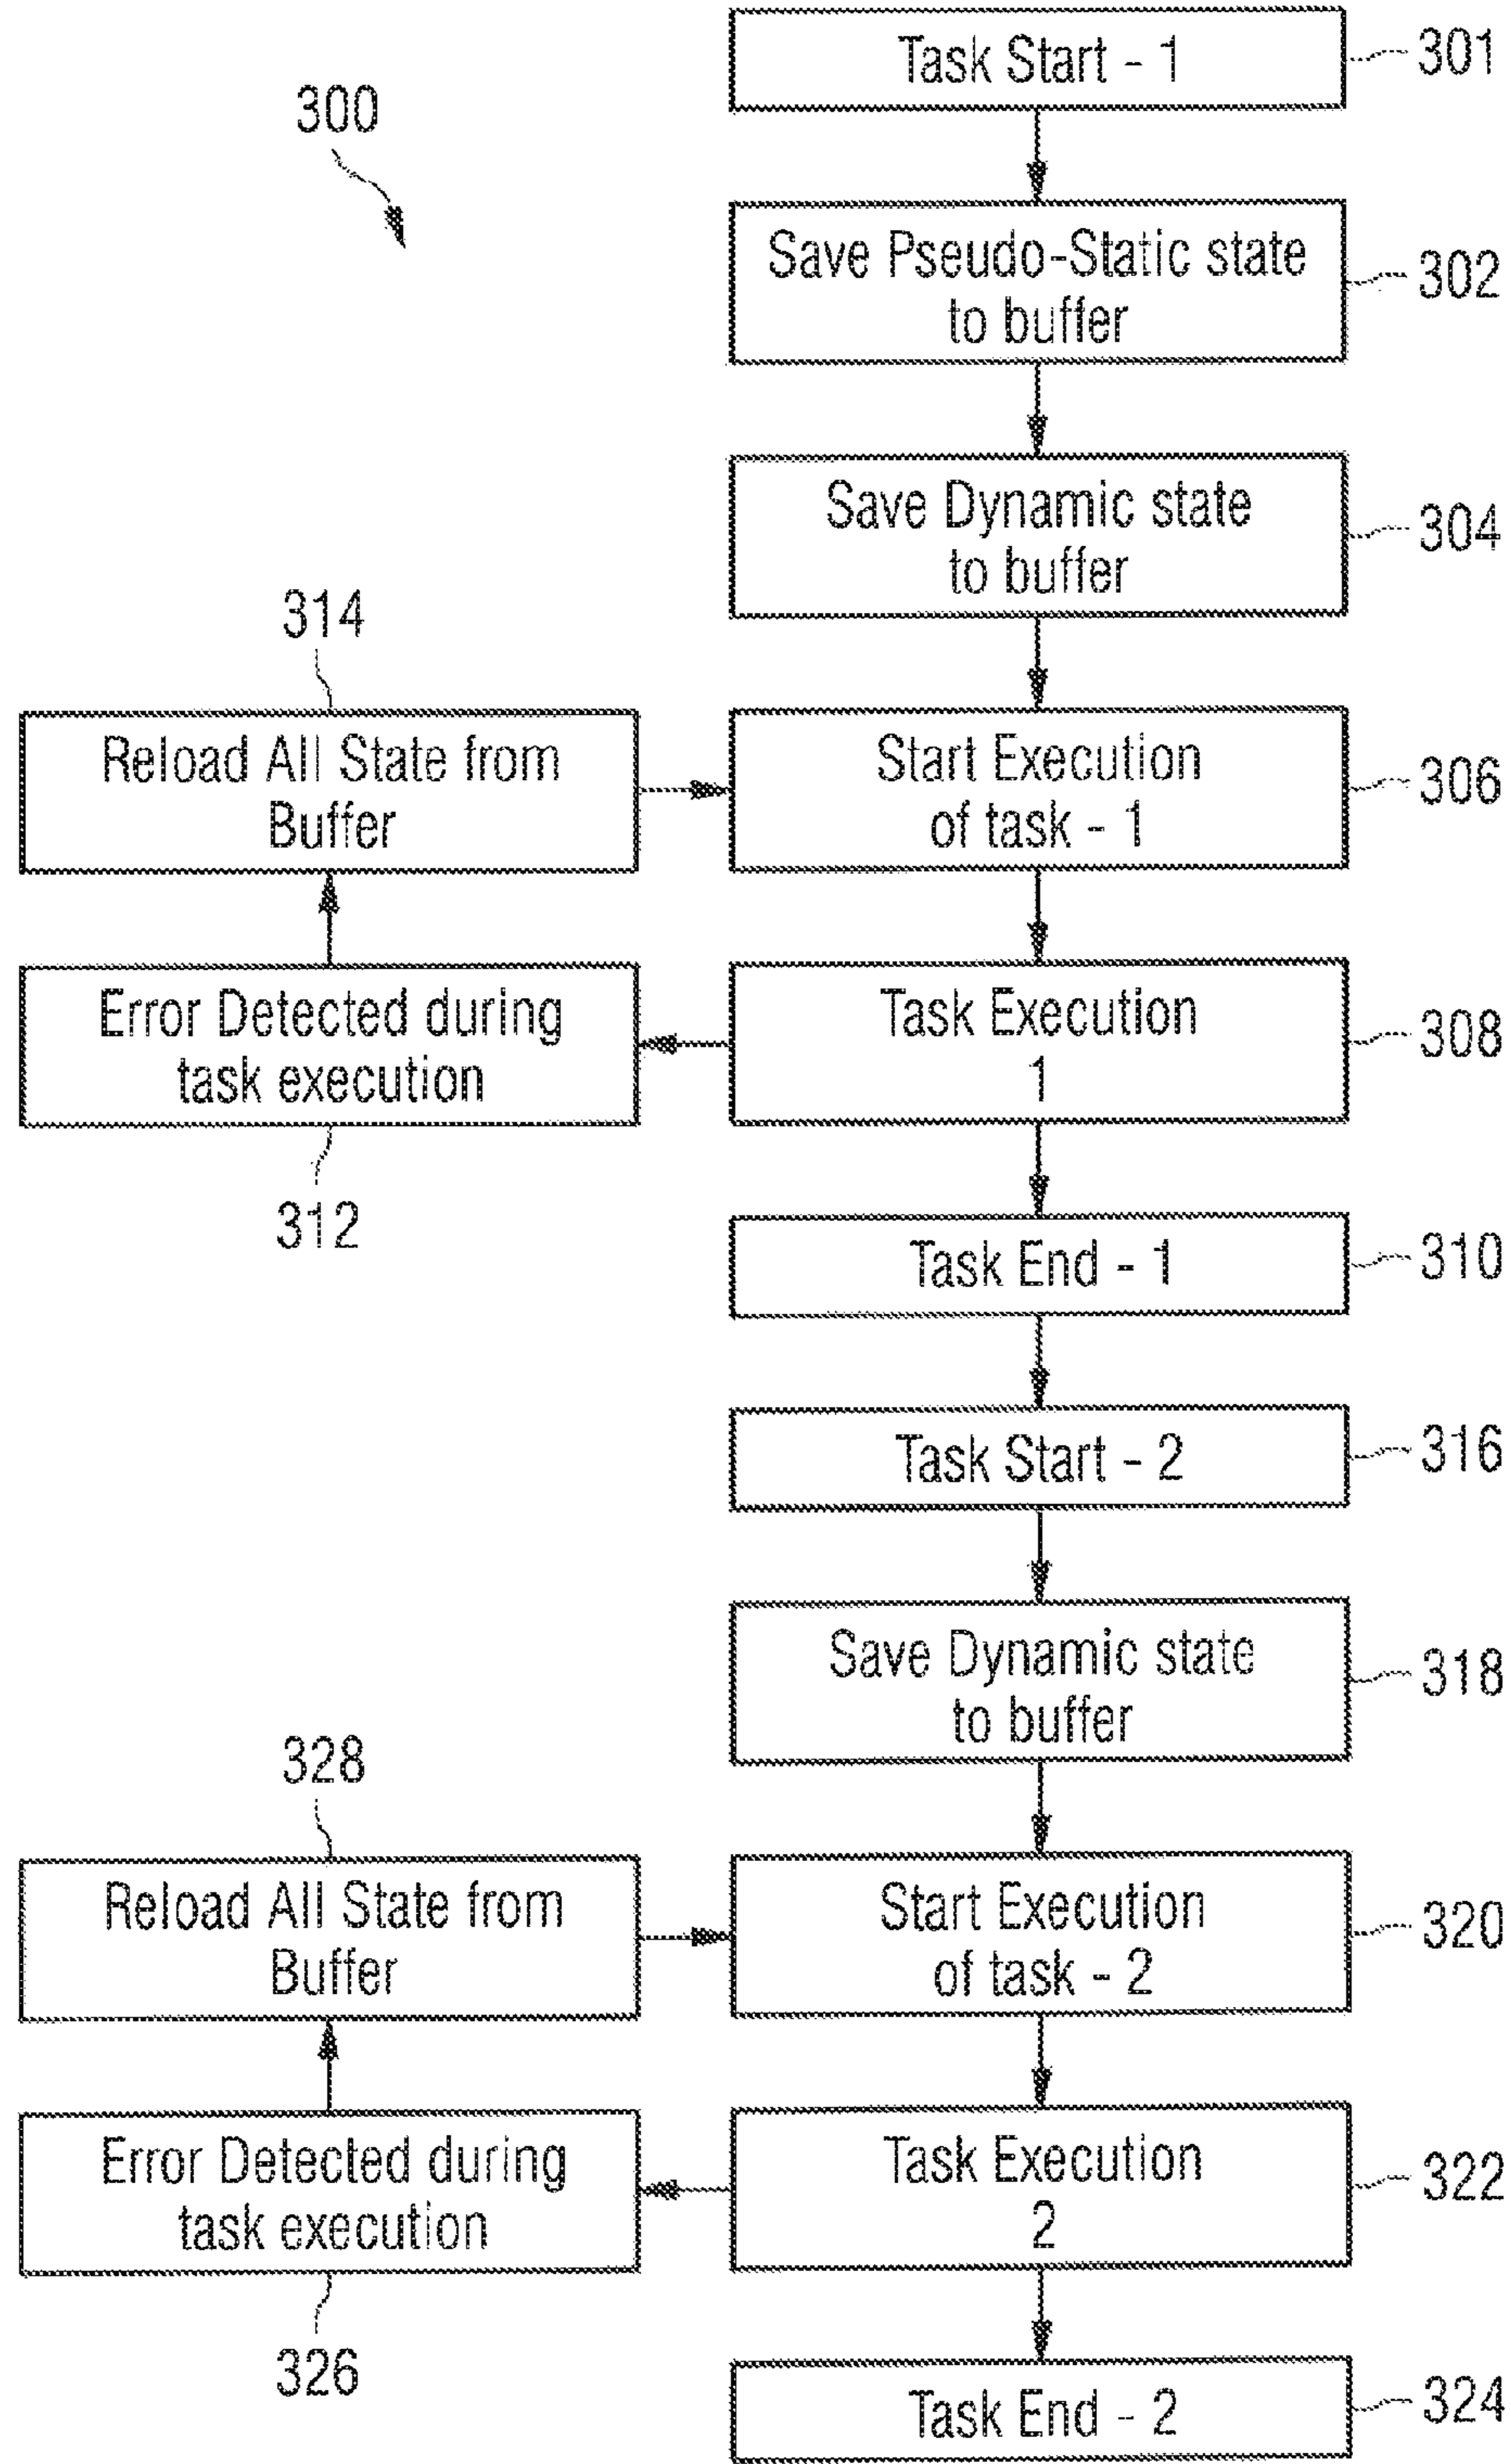 300
Task Start - 1
301
Save Pseudo-Static state
to buffer
302
Save Dynamic state
to buffer
304
314
Reload All State from
Buffer
Start Execution
of task - 1
306
Error Detected during
task execution
312
Task Execution
1
308
Task End - 1
310
Task Start - 2
316
Save Dynamic state
to buffer
318
328
Reload All State from
Buffer
Start Execution
of task - 2
320
Error Detected during
task execution
326
Task Execution
2
322
Task End - 2
324